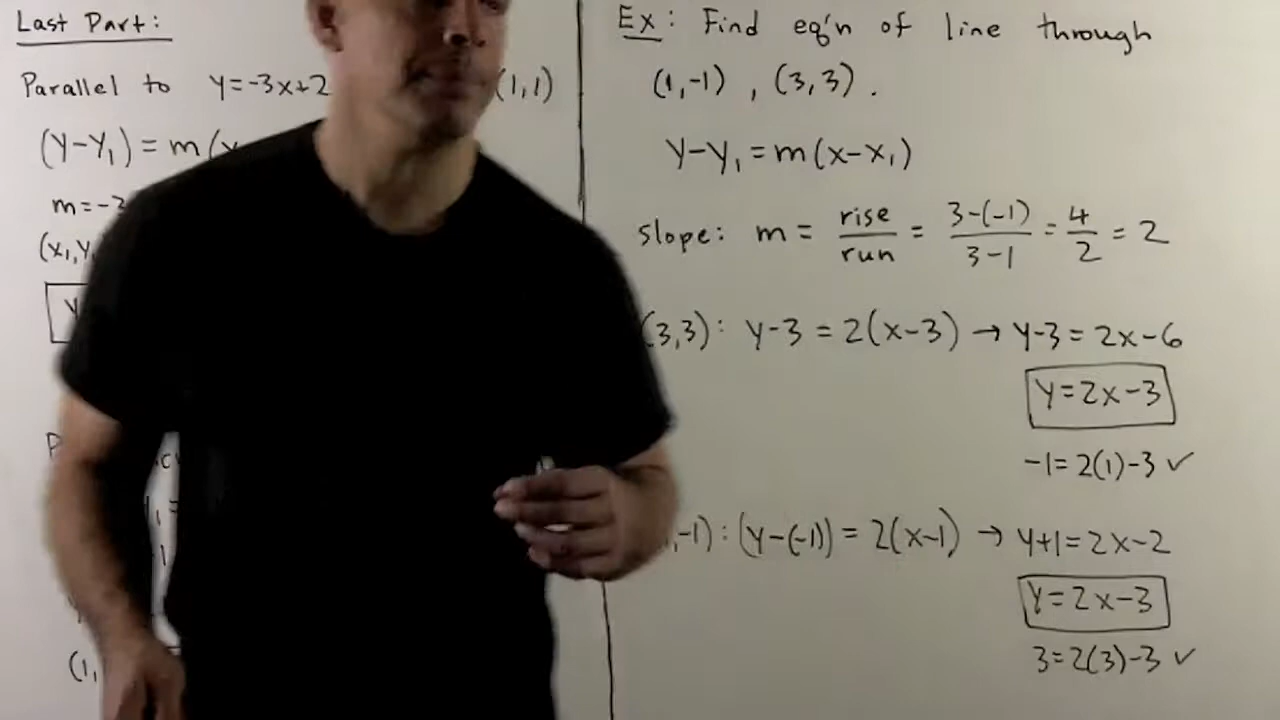 Last Part:
Parallel to y=-3x+2 (1,1)
(y-y₁) = m(x
m=-3
(x₁,y₁
y
(1,
Ex: Find eq'n of line through
(1,-1) , (3,3).
y-y₁ = m(x-x₁)
slope: m = rise/run = 3-(-1)/3-1 = 4/2 = 2
(3,3): y-3 = 2(x-3) → y-3 = 2x-6
y=2x-3
-1=2(1)-3 ✓
,-1): (y-(-1)) = 2(x-1) → y+1=2x-2
y=2x-3
3=2(3)-3 ✓